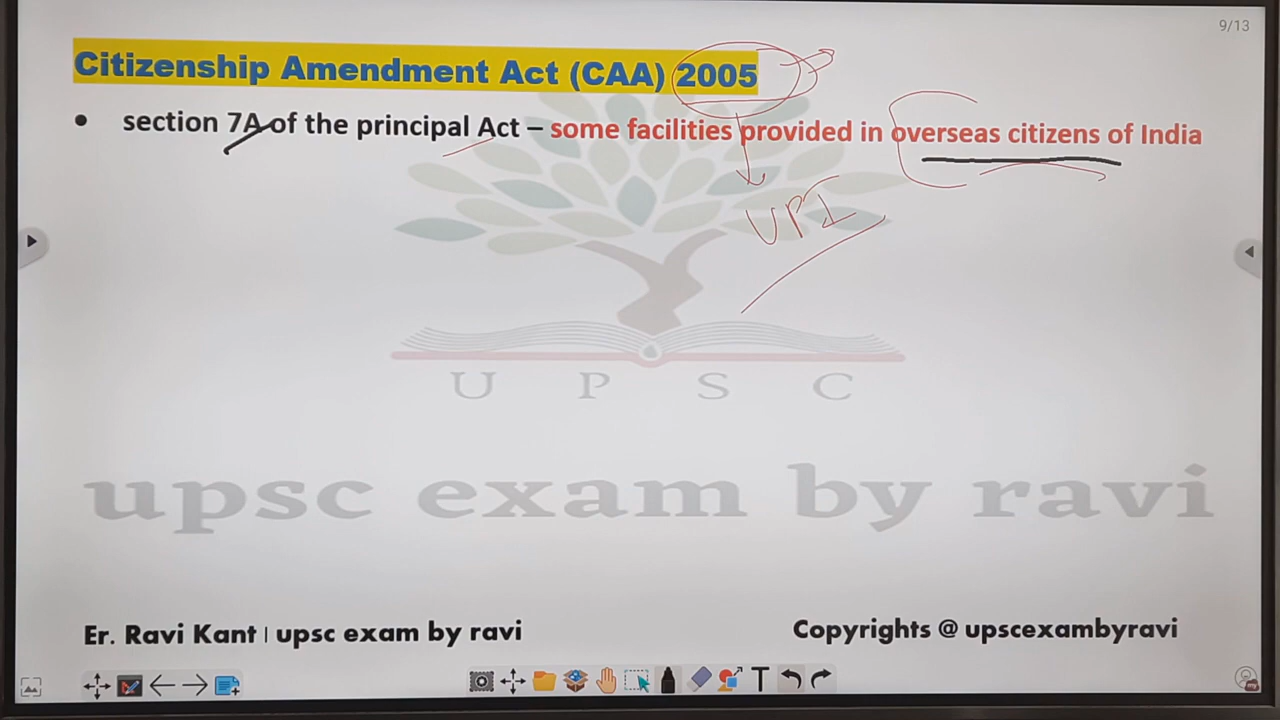 9/13
Citizenship Amendment Act (CAA) 2005
• section 7A of the principal Act – some facilities provided in overseas citizens of India
UPI
U P S C
upsc exam by ravi
Er. Ravi Kant | upsc exam by ravi
Copyrights @ upscexambyravi
T